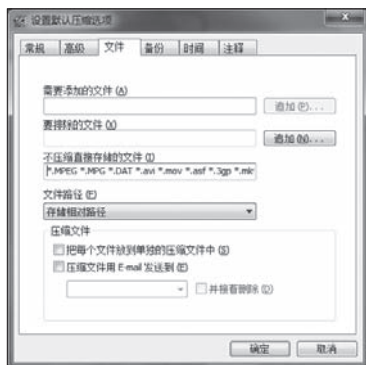 设置默认压缩选项
常规 高级 文件 备份 时间 注释
需要添加的文件(A)
追加(P)...
要排除的文件(X)
追加(N)...
不压缩直接存储的文件(I)
*.MPEG *.MPG *.DAT *.avi *.mov *.asf *.3gp *.mk
文件路径(F)
存储相对路径
压缩文件
把每个文件放到单独的压缩文件中(S)
压缩文件用 E-mail 发送到(E)
并接着删除(D)
确定 取消